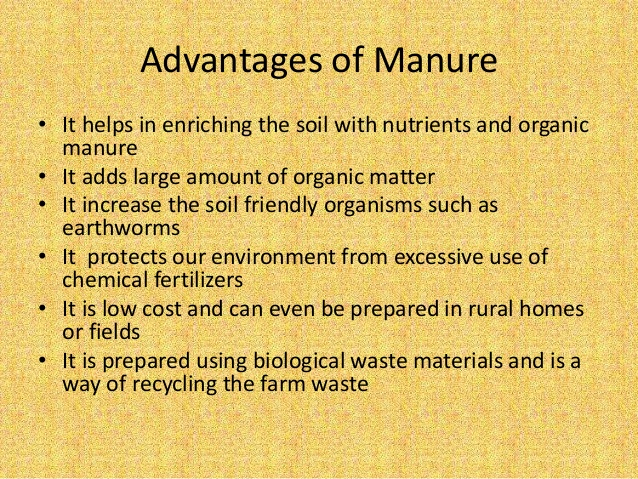 Advantages of Manure
• It helps in enriching the soil with nutrients and organic
manure
• It adds large amount of organic matter
• It increase the soil friendly organisms such as
earthworms
• It  protects our environment from excessive use of
chemical fertilizers
• It is low cost and can even be prepared in rural homes
or fields
• It is prepared using biological waste materials and is a
way of recycling the farm waste